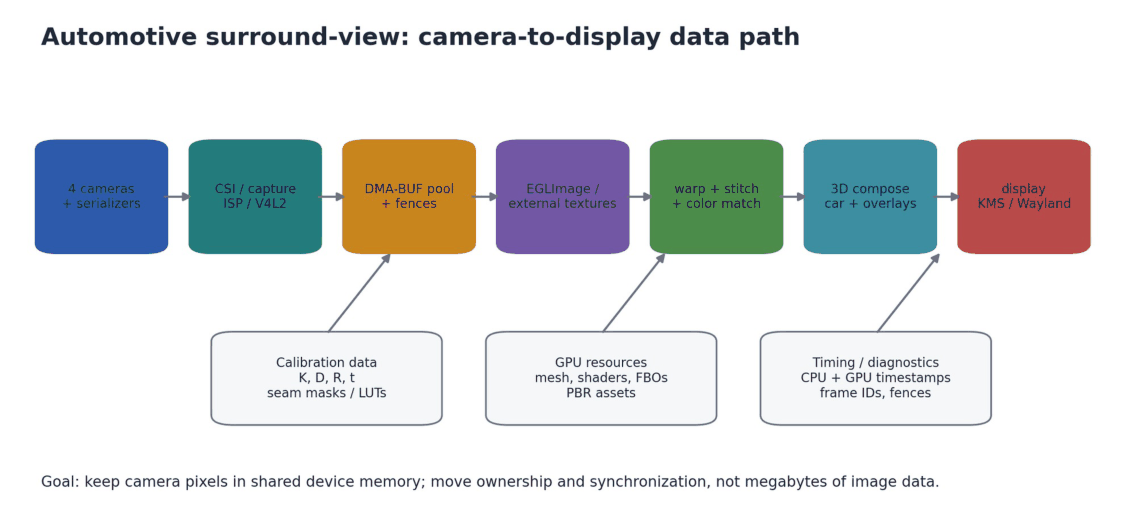 Automotive surround-view: camera-to-display data path
4 cameras
+ serializers
CSI / capture
ISP / V4L2
DMA-BUF pool
+ fences
EGLImage /
external textures
warp + stitch
+ color match
3D compose
car + overlays
display
KMS / Wayland
Calibration data
K, D, R, t
seam masks / LUTs
GPU resources
mesh, shaders, FBOs
PBR assets
Timing / diagnostics
CPU + GPU timestamps
frame IDs, fences
Goal: keep camera pixels in shared device memory; move ownership and synchronization, not megabytes of image data.